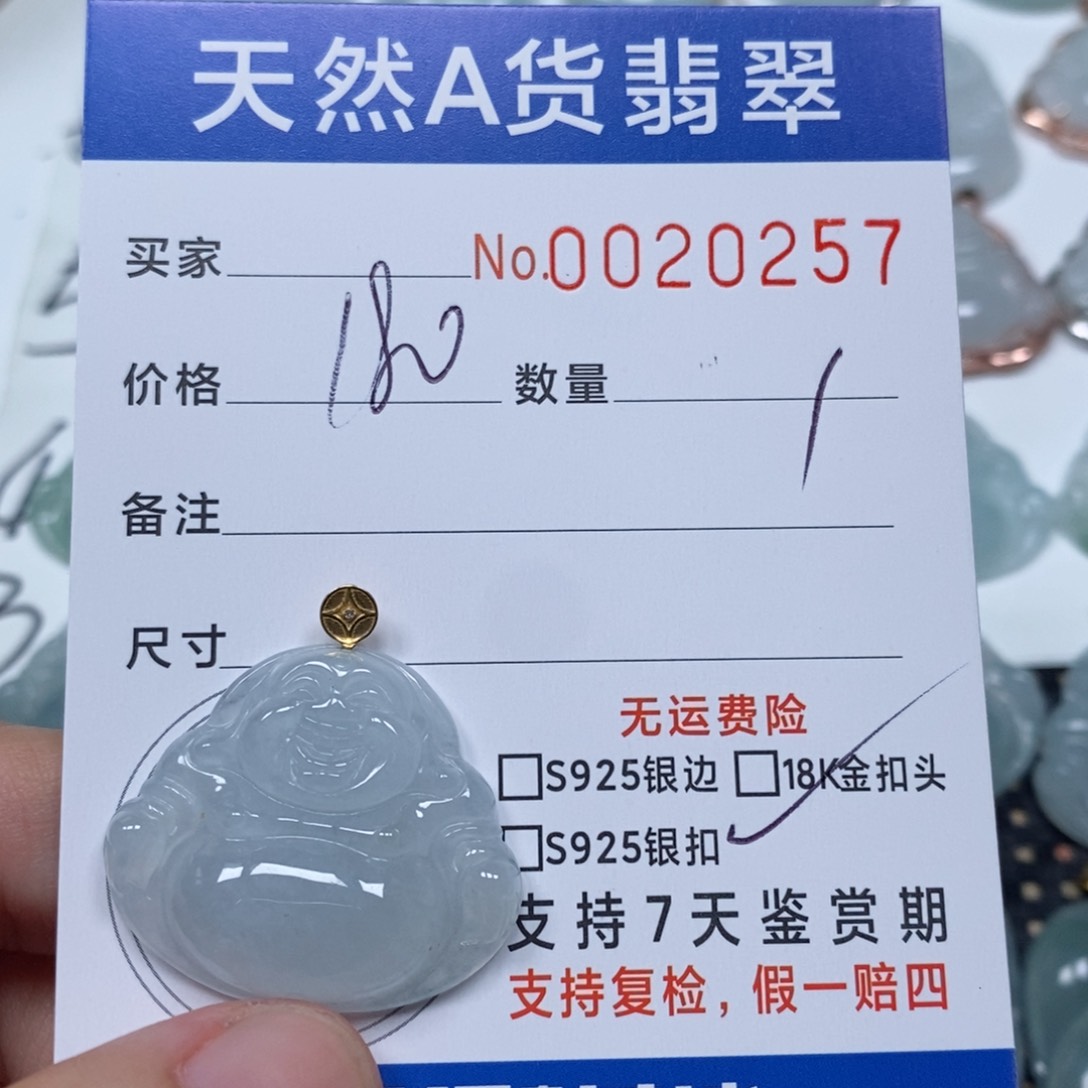 天然A货翡翠
买家 No.0020257
价格 180 数量 1
备注
尺寸
无运费险
S925银边 18K金扣头
S925银扣
支持7天鉴赏期
支持复检，假一赔四